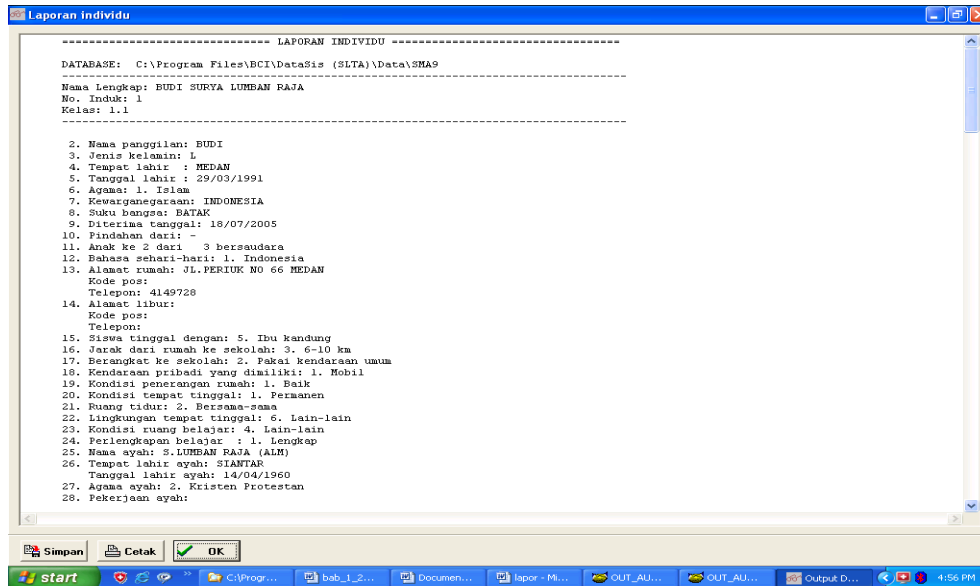 Laporan individu
=============================== LAPORAN INDIVIDU ==================================
DATABASE: C:\Program Files\BCI\DataSis (SLTA)\Data\SMA9
------------------------------------------------------------------------------------
Nama Lengkap: BUDI SURYA LUMBAN RAJA
No. Induk: 1
Kelas: 1.1
------------------------------------------------------------------------------------
2. Nama panggilan: BUDI
3. Jenis kelamin: L
4. Tempat lahir : MEDAN
5. Tanggal lahir : 29/03/1991
6. Agama: 1. Islam
7. Kewarganegaraan: INDONESIA
8. Suku bangsa: BATAK
9. Diterima tanggal: 18/07/2005
10. Pindahan dari: -
11. Anak ke 2 dari 3 bersaudara
12. Bahasa sehari-hari: 1. Indonesia
13. Alamat rumah: JL.PERIUK NO 66 MEDAN
Kode pos:
Telepon: 4149728
14. Alamat libur:
Kode pos:
Telepon:
15. Siswa tinggal dengan: 5. Ibu kandung
16. Jarak dari rumah ke sekolah: 3. 6-10 km
17. Berangkat ke sekolah: 2. Pakai kendaraan umum
18. Kendaraan pribadi yang dimiliki: 1. Mobil
19. Kondisi penerangan rumah: 1. Baik
20. Kondisi tempat tinggal: 1. Permanen
21. Ruang tidur: 2. Bersama-sama
22. Lingkungan tempat tinggal: 6. Lain-lain
23. Kondisi ruang belajar: 4. Lain-lain
24. Perlengkapan belajar : 1. Lengkap
25. Nama ayah: S.LUMBAN RAJA (ALM)
26. Tempat lahir ayah: SIANTAR
Tanggal lahir ayah: 14/04/1960
27. Agama ayah: 2. Kristen Protestan
28. Pekerjaan ayah:
Simpan Cetak OK
start C:\Progr... bab_1_2... Documen... lapor - Mi... OUT_AU... OUT_AU... Output D... 4:56 PM